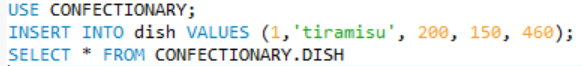 USE CONFECTIONARY;
INSERT INTO dish VALUES (1,'tiramisu', 200, 150, 460);
SELECT * FROM CONFECTIONARY.DISH